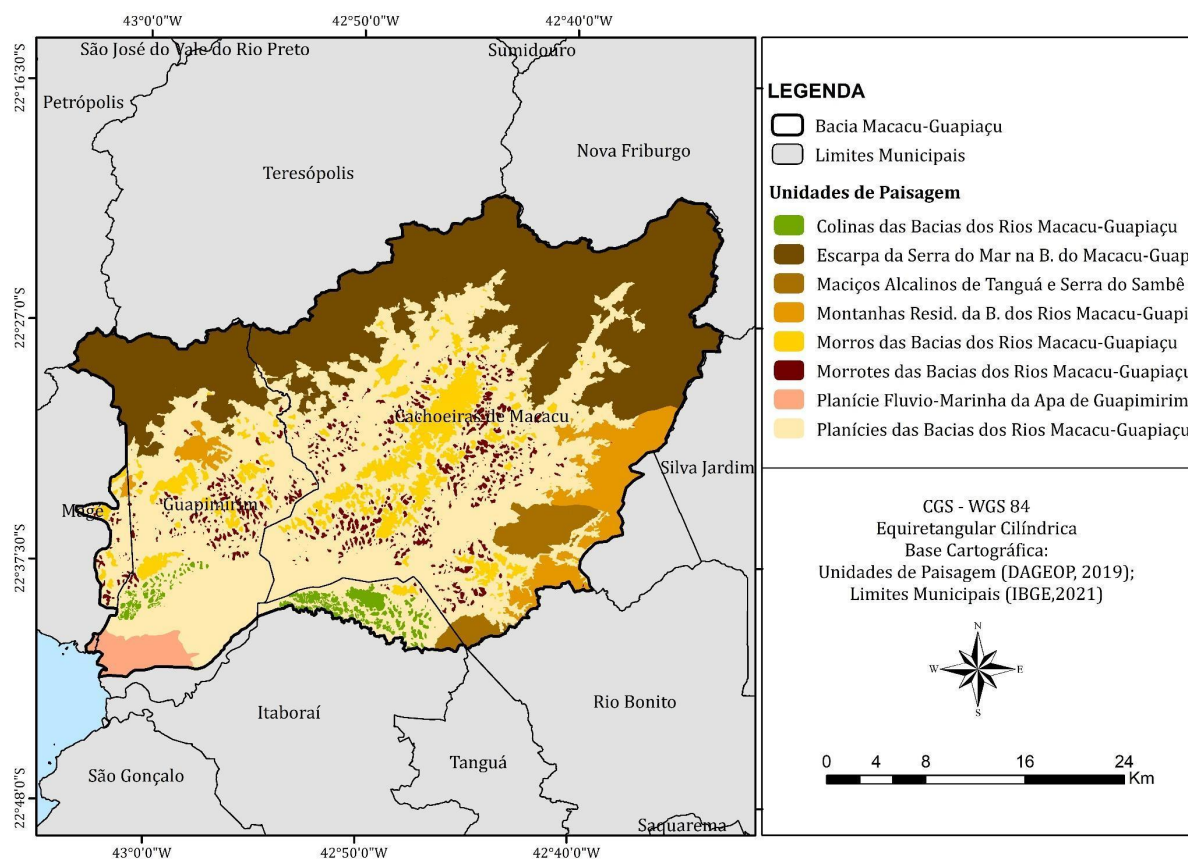 43°0'0"W 42°50'0"W 42°40'0"W
São José do Vale do Rio Preto
Sumidouro
22°16'30"S
Petrópolis
Nova Friburgo
Teresópolis
22°27'0"S
Cachoeiras de Macacu
Silva Jardim
Magé
Guapimirim
22°37'30"S
Itaboraí
Rio Bonito
Tanguá
São Gonçalo
22°48'0"S
Saquarema
43°0'0"W 42°50'0"W 42°40'0"W
LEGENDA
Bacia Macacu-Guapiaçu
Limites Municipais
Unidades de Paisagem
Colinas das Bacias dos Rios Macacu-Guapiaçu
Escarpa da Serra do Mar na B. do Macacu-Guap
Maciços Alcalinos de Tanguá e Serra do Sambê
Montanhas Resid. da B. dos Rios Macacu-Guapi
Morros das Bacias dos Rios Macacu-Guapiaçu
Morrotes das Bacias dos Rios Macacu-Guapiaçu
Planície Fluvio-Marinha da Apa de Guapimirim
Planícies das Bacias dos Rios Macacu-Guapiaçu
CGS - WGS 84
Equiretangular Cilíndrica
Base Cartográfica:
Unidades de Paisagem (DAGEOP, 2019);
Limites Municipais (IBGE,2021)
N
W E
S
0 4 8 16 24
Km